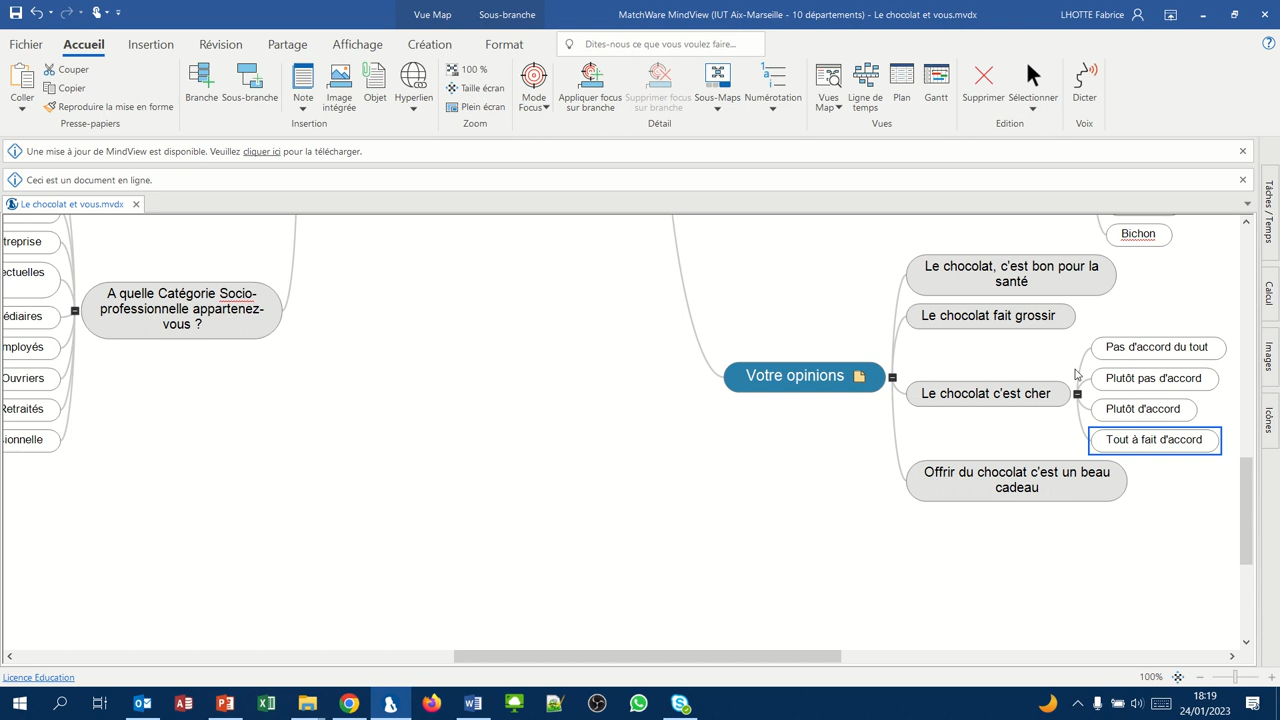 Vue Map
Sous-branche
MatchWare MindView (IUT Aix-Marseille - 10 départements) - Le chocolat et vous.mvdx
LHOTTE Fabrice
Fichier
Accueil
Insertion
Révision
Partage
Affichage
Création
Format
Dites-nous ce que vous voulez faire...
Coller
Couper
Copier
Reproduire la mise en forme
Presse-papiers
Branche
Sous-branche
Note
Image
intégrée
Objet
Hyperlien
Insertion
100 %
Taille écran
Plein écran
Zoom
Mode
Focus
Appliquer focus
sur branche
Supprimer focus
sur branche
Sous-Maps
Numérotation
Détail
Vues
Map
Ligne de
temps
Plan
Gantt
Vues
Supprimer
Sélectionner
Edition
Dicter
Voix
Une mise à jour de MindView est disponible. Veuillez cliquer ici pour la télécharger.
Ceci est un document en ligne.
Le chocolat et vous.mvdx
treprise
ectuelles
édiaires
mployés
Ouvriers
Retraités
sionnelle
A quelle Catégorie Socio-
professionnelle appartenez-
vous ?
Votre opinions
Bichon
Le chocolat, c'est bon pour la
santé
Le chocolat fait grossir
Le chocolat c'est cher
Pas d'accord du tout
Plutôt pas d'accord
Plutôt d'accord
Tout à fait d'accord
Offrir du chocolat c'est un beau
cadeau
Tâches / Temps
Calcul
Images
Icônes
Licence Education
100%
18:19
24/01/2023